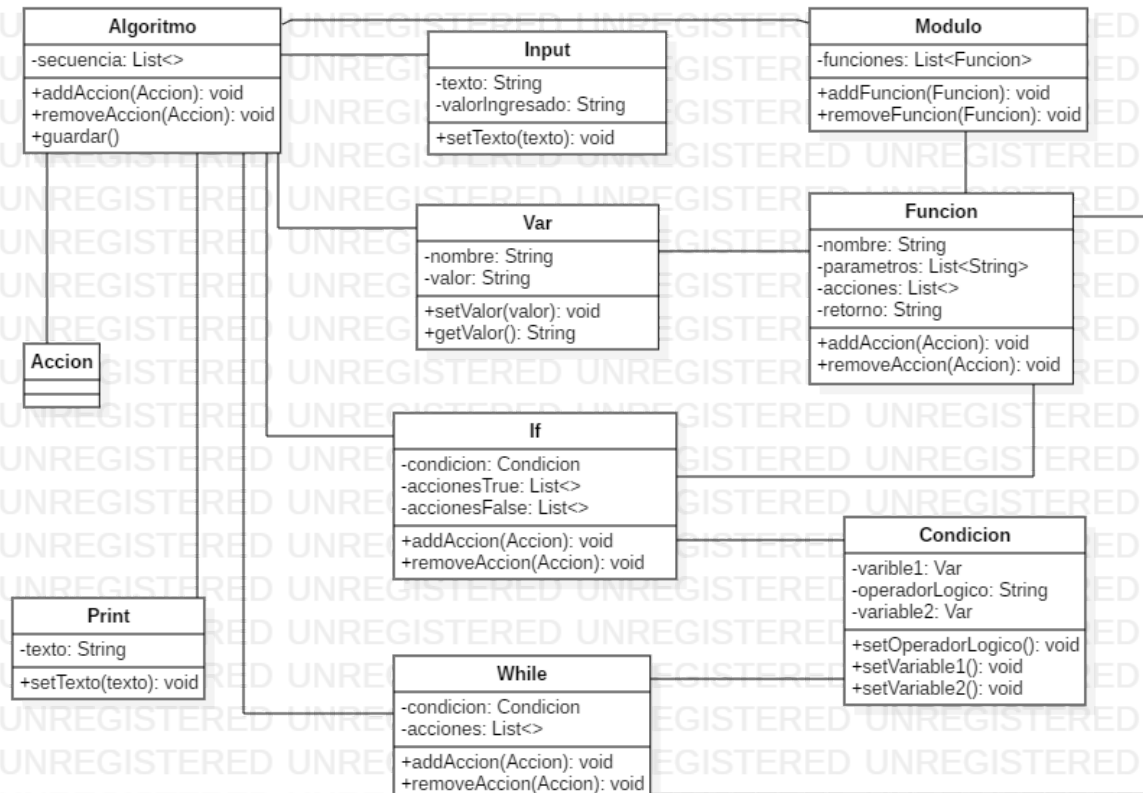 Algoritmo
-secuencia: List<>
+addAccion(Accion): void
+removeAccion(Accion): void
+guardar()
Input
-texto: String
-valorIngresado: String
+setTexto(texto): void
Modulo
-funciones: List<Funcion>
+addFuncion(Funcion): void
+removeFuncion(Funcion): void
Var
-nombre: String
-valor: String
+setValor(valor): void
+getValor(): String
Funcion
-nombre: String
-parametros: List<String>
-acciones: List<>
-retorno: String
+addAccion(Accion): void
+removeAccion(Accion): void
Accion
If
-condicion: Condicion
-accionesTrue: List<>
-accionesFalse: List<>
+addAccion(Accion): void
+removeAccion(Accion): void
Condicion
-varible1: Var
-operadorLogico: String
-variable2: Var
+setOperadorLogico(): void
+setVariable1(): void
+setVariable2(): void
Print
-texto: String
+setTexto(texto): void
While
-condicion: Condicion
-acciones: List<>
+addAccion(Accion): void
+removeAccion(Accion): void
UNREGISTERED